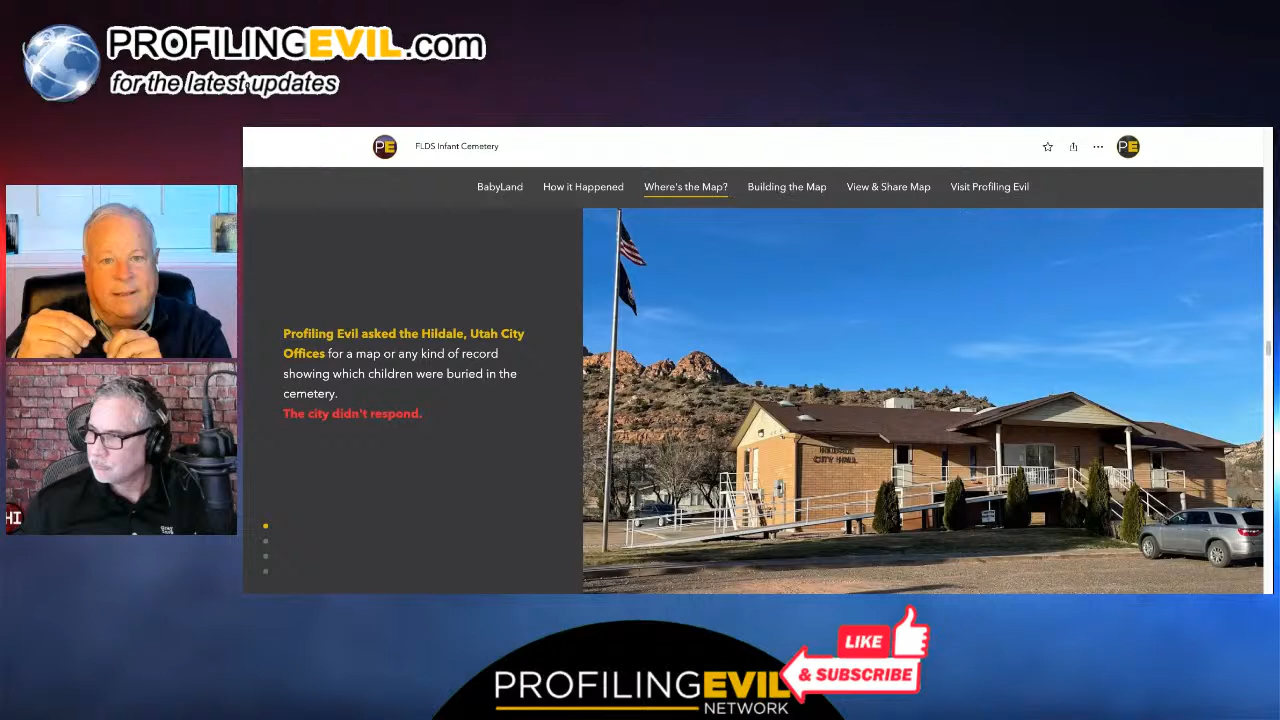 PROFILINGEVIL.com
for the latest updates
PE
FLDS Infant Cemetery
PE
BabyLand
How it Happened
Where's the Map?
Building the Map
View & Share Map
Visit Profiling Evil
Profiling Evil asked the Hildale, Utah City
Offices for a map or any kind of record
showing which children were buried in the
cemetery.
The city didn't respond.
CITY HALL
HI
LIKE
& SUBSCRIBE
PROFILINGEVIL
NETWORK